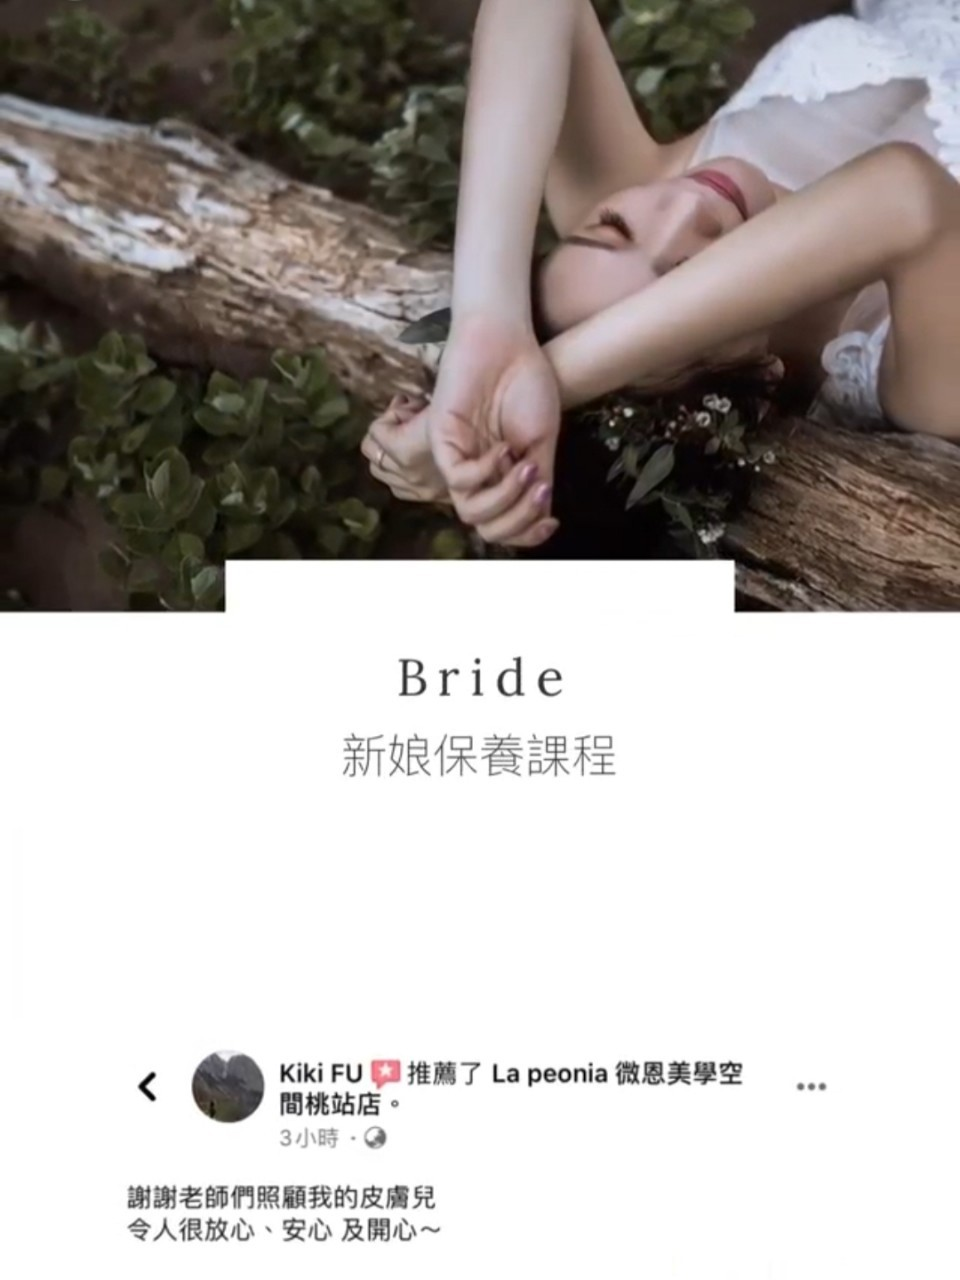 Bride
新娘保養課程
Kiki FU 推薦了 La peonia 微恩美學空
間桃站店。
3小時 ·
謝謝老師們照顧我的皮膚兒
令人很放心、安心 及開心～